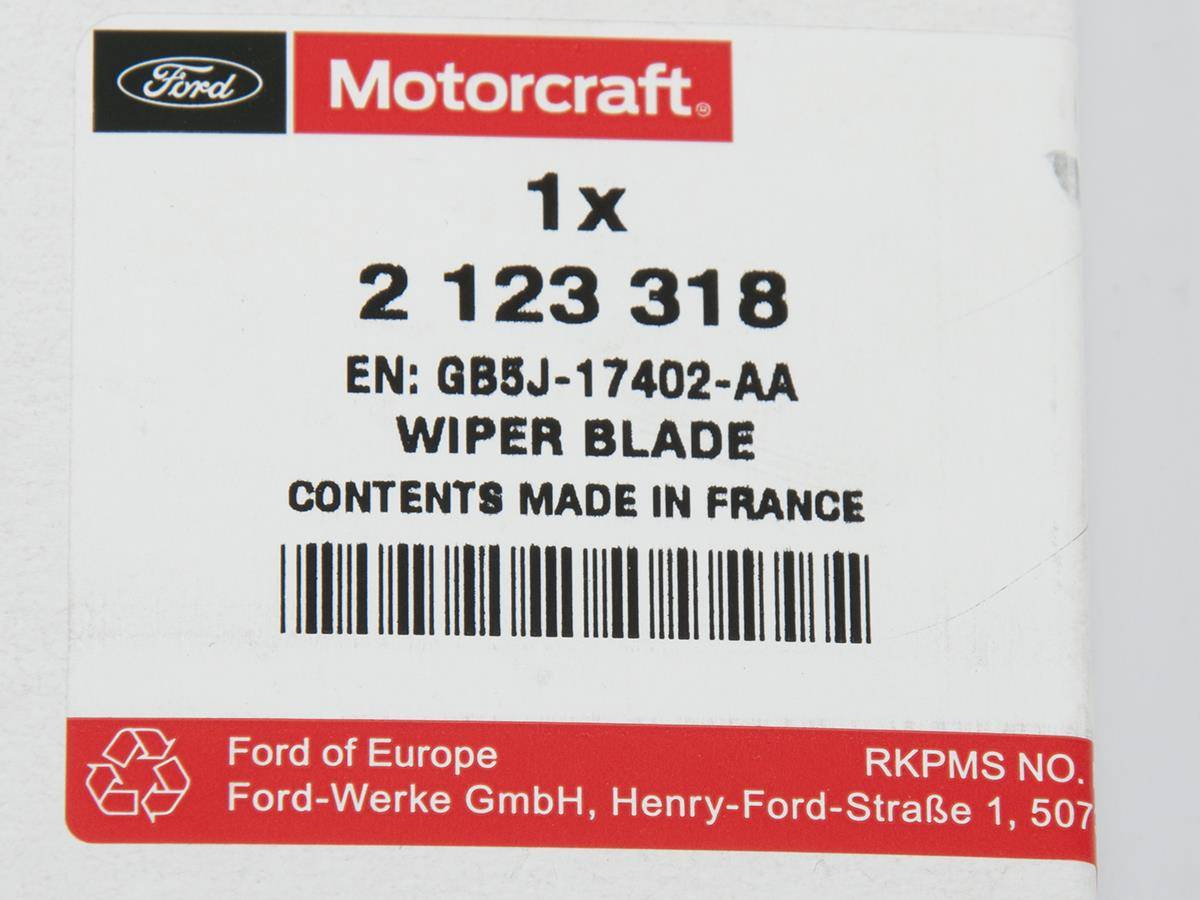 Ford Motorcraft®
1x
2 123 318
EN: GB5J-17402-AA
WIPER BLADE
CONTENTS MADE IN FRANCE
Ford of Europe RKPMS NO.
Ford-Werke GmbH, Henry-Ford-Straße 1, 507